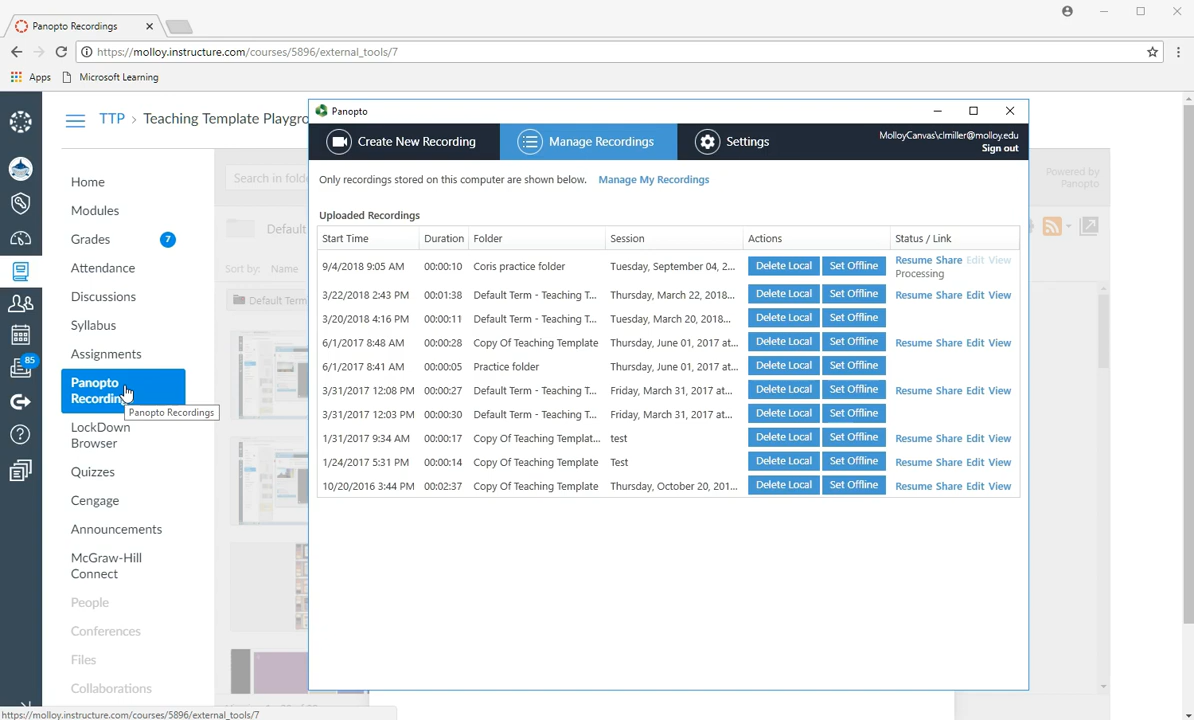 Panopto Recordings
https://molloy.instructure.com/courses/5896/external_tools/7
Apps Microsoft Learning
TTP > Teaching Template Playgro
Home
Modules
Grades 7
Attendance
Discussions
Syllabus
Assignments
85
Panopto
Recording
Panopto Recordings
LockDown
Browser
Quizzes
Cengage
Announcements
McGraw-Hill
Connect
People
Conferences
Files
Collaborations
https://molloy.instructure.com/courses/5896/external_tools/7
Search in folde
Default
Sort by: Name
Default Term
Powered by
Panopto
Panopto
Create New Recording Manage Recordings Settings
MolloyCanvas\clmiller@molloy.edu
Sign out
Only recordings stored on this computer are shown below. Manage My Recordings
Uploaded Recordings
Start Time Duration Folder Session Actions Status / Link
9/4/2018 9:05 AM 00:00:10 Coris practice folder Tuesday, September 04, 2... Delete Local Set Offline Resume Share Edit View
Processing
3/22/2018 2:43 PM 00:01:38 Default Term - Teaching T... Thursday, March 22, 2018... Delete Local Set Offline Resume Share Edit View
3/20/2018 4:16 PM 00:00:11 Default Term - Teaching T... Tuesday, March 20, 2018... Delete Local Set Offline
6/1/2017 8:48 AM 00:00:28 Copy Of Teaching Template Thursday, June 01, 2017 at... Delete Local Set Offline Resume Share Edit View
6/1/2017 8:41 AM 00:00:05 Practice folder Thursday, June 01, 2017 at... Delete Local Set Offline
3/31/2017 12:08 PM 00:00:27 Default Term - Teaching T... Friday, March 31, 2017 at... Delete Local Set Offline Resume Share Edit View
3/31/2017 12:03 PM 00:00:30 Default Term - Teaching T... Friday, March 31, 2017 at... Delete Local Set Offline
1/31/2017 9:34 AM 00:00:17 Copy Of Teaching Templat... test Delete Local Set Offline Resume Share Edit View
1/24/2017 5:31 PM 00:00:14 Copy Of Teaching Template Test Delete Local Set Offline Resume Share Edit View
10/20/2016 3:44 PM 00:02:37 Copy Of Teaching Template Thursday, October 20, 201... Delete Local Set Offline Resume Share Edit View